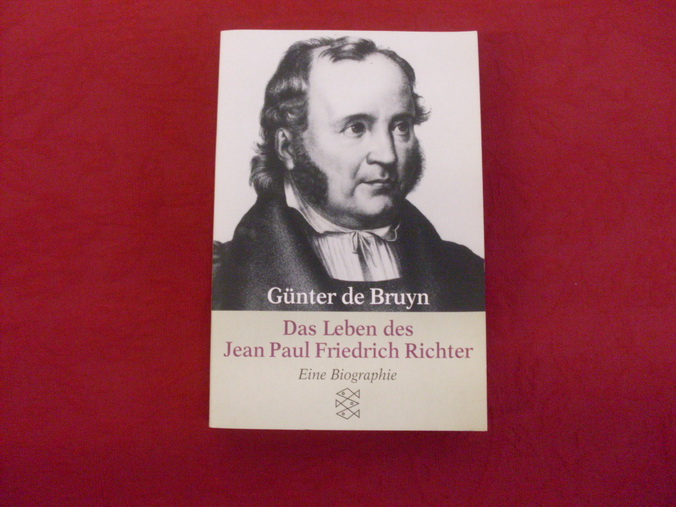 Günter de Bruyn
Das Leben des
Jean Paul Friedrich Richter
Eine Biographie